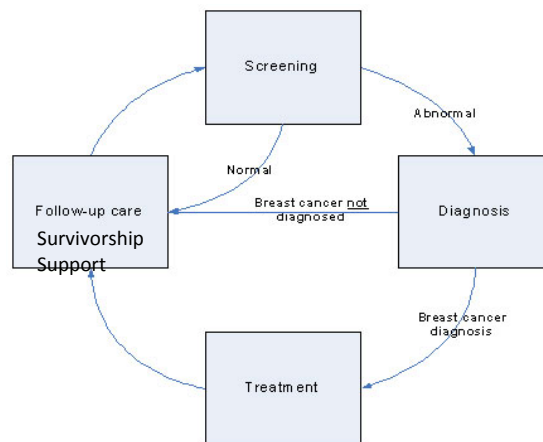 Screening
Abnormal
Normal
Follow-up care
Survivorship
Support
Breast cancer not
diagnosed
Diagnosis
Breast cancer
diagnosis
Treatment